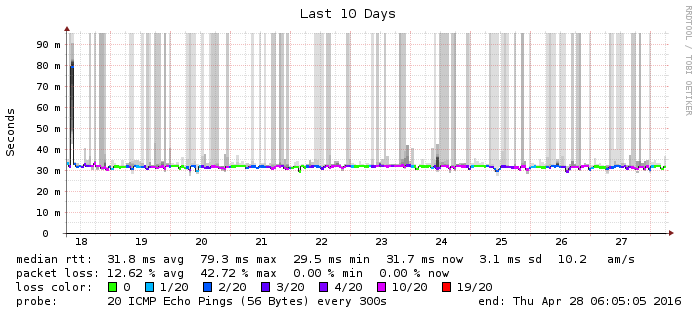 Last 10 Days
RRDTOOL / TOBI OETIKER
Seconds
90 m
80 m
70 m
60 m
50 m
40 m
30 m
20 m
10 m
0
18 19 20 21 22 23 24 25 26 27
median rtt: 31.8 ms avg 79.3 ms max 29.5 ms min 31.7 ms now 3.1 ms sd 10.2 am/s
packet loss: 12.62 % avg 42.72 % max 0.00 % min 0.00 % now
loss color: 0 1/20 2/20 3/20 4/20 10/20 19/20
probe: 20 ICMP Echo Pings (56 Bytes) every 300s end: Thu Apr 28 06:05:05 2016